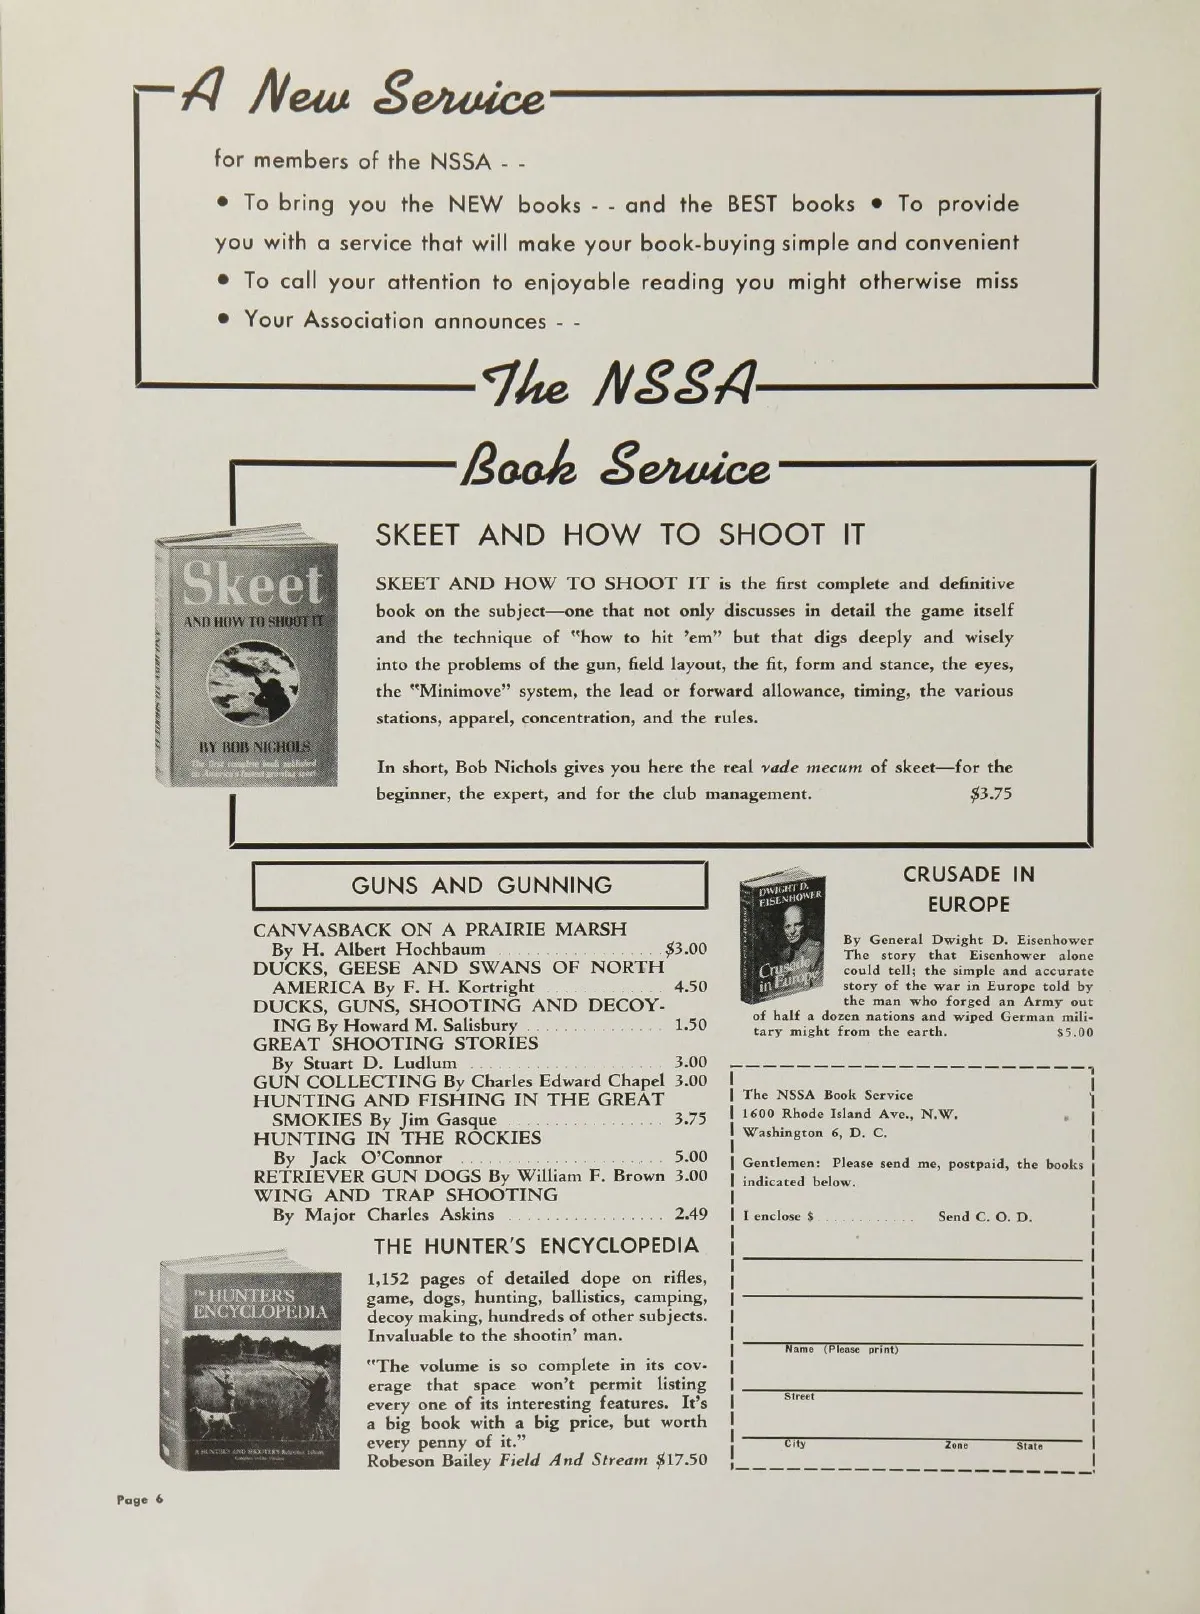 A New Service
for members of the NSSA - -
• To bring you the NEW books - - and the BEST books • To provide
you with a service that will make your book-buying simple and convenient
• To call your attention to enjoyable reading you might otherwise miss
• Your Association announces - -
The NSSA
Book Service
SKEET AND HOW TO SHOOT IT
Skeet
AND HOW TO SHOOT IT
BY BOB NICHOLS
The first complete book published
on America's fastest growing sport
SKEET AND HOW TO SHOOT IT is the first complete and definitive
book on the subject—one that not only discusses in detail the game itself
and the technique of "how to hit 'em" but that digs deeply and wisely
into the problems of the gun, field layout, the fit, form and stance, the eyes,
the "Minimove" system, the lead or forward allowance, timing, the various
stations, apparel, concentration, and the rules.
In short, Bob Nichols gives you here the real vade mecum of skeet—for the
beginner, the expert, and for the club management. $3.75
GUNS AND GUNNING
CANVASBACK ON A PRAIRIE MARSH
By H. Albert Hochbaum . . . . . . . . . . . . . . . . . $3.00
DUCKS, GEESE AND SWANS OF NORTH
AMERICA By F. H. Kortright . . . . . . . . . . . . 4.50
DUCKS, GUNS, SHOOTING AND DECOY-
ING By Howard M. Salisbury . . . . . . . . . . . . . . 1.50
GREAT SHOOTING STORIES
By Stuart D. Ludlum . . . . . . . . . . . . . . . . . . . . 3.00
GUN COLLECTING By Charles Edward Chapel 3.00
HUNTING AND FISHING IN THE GREAT
SMOKIES By Jim Gasque . . . . . . . . . . . . . . . . 3.75
HUNTING IN THE ROCKIES
By Jack O'Connor . . . . . . . . . . . . . . . . . . . . . 5.00
RETRIEVER GUN DOGS By William F. Brown 3.00
WING AND TRAP SHOOTING
By Major Charles Askins . . . . . . . . . . . . . . . . 2.49
THE HUNTER'S ENCYCLOPEDIA
The HUNTER'S
ENCYCLOPEDIA
1,152 pages of detailed dope on rifles,
game, dogs, hunting, ballistics, camping,
decoy making, hundreds of other subjects.
Invaluable to the shootin' man.
"The volume is so complete in its cov-
erage that space won't permit listing
every one of its interesting features. It's
a big book with a big price, but worth
every penny of it."
Robeson Bailey Field And Stream $17.50
CRUSADE IN
EUROPE
DWIGHT D.
EISENHOWER
Crusade
in Europe
By General Dwight D. Eisenhower
The story that Eisenhower alone
could tell; the simple and accurate
story of the war in Europe told by
the man who forged an Army out
of half a dozen nations and wiped German mili-
tary might from the earth. $5.00
The NSSA Book Service
1600 Rhode Island Ave., N.W.
Washington 6, D. C.
Gentlemen: Please send me, postpaid, the books
indicated below.
I enclose $ . . . . . . . . . . . . Send C. O. D.
Name (Please print)
Street
City Zone State
Page 6